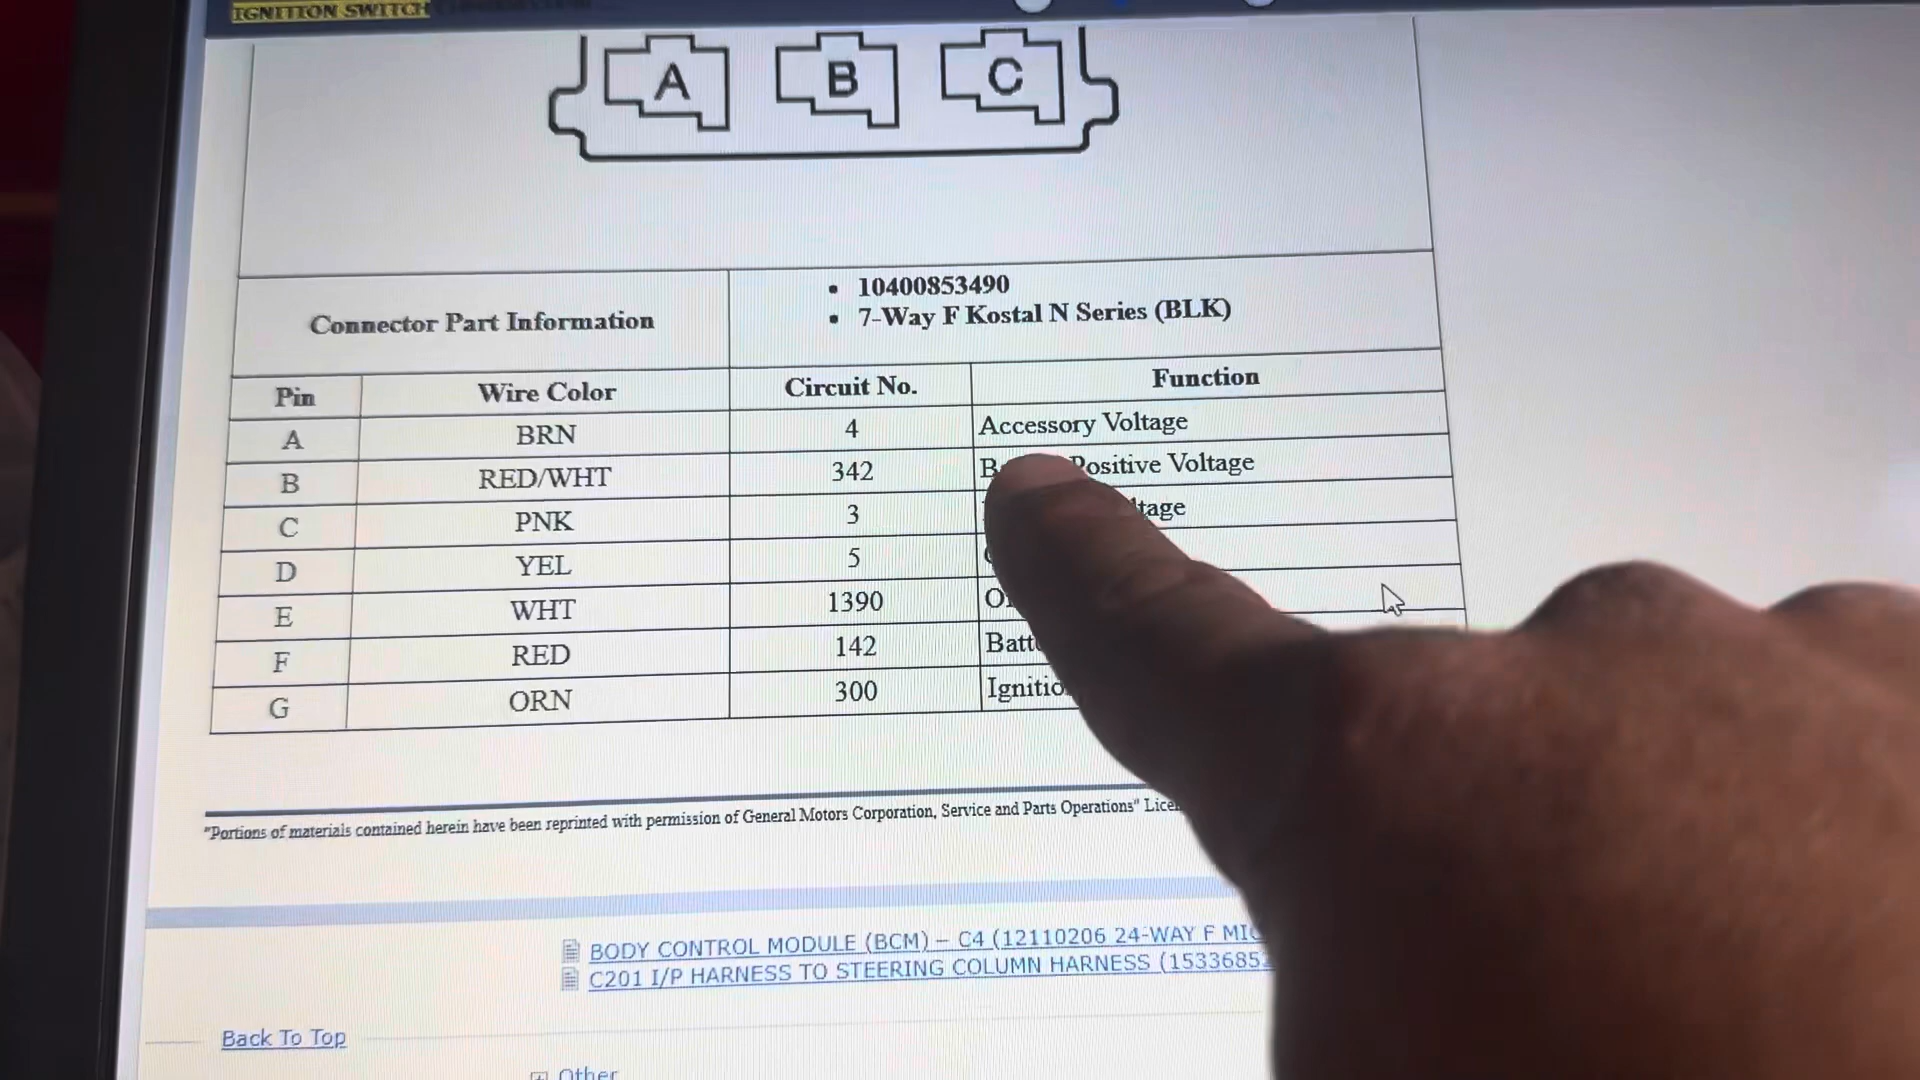 IGNITION SWITCH
A B C
Connector Part Information
• 10400853490
• 7-Way F Kostal N Series (BLK)
Pin Wire Color Circuit No. Function
A BRN 4 Accessory Voltage
B RED/WHT 342 Positive Voltage
C PNK 3
D YEL 5
E WHT 1390
F RED 142
G ORN 300
"Portions of materials contained herein have been reprinted with permission of General Motors Corporation, Service and Parts Operations"
BODY CONTROL MODULE (BCM) – C4 (12110206 24-WAY F
C201 I/P HARNESS TO STEERING COLUMN HARNESS
Back To Top
Other